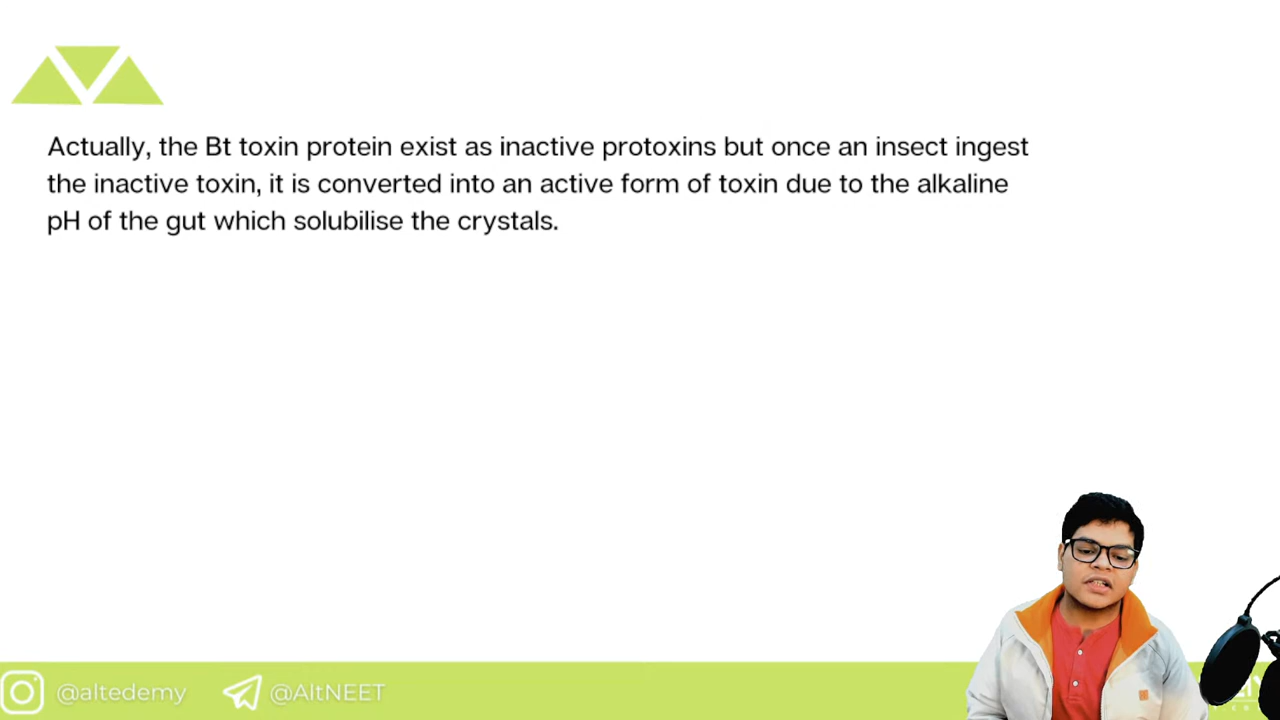 Actually, the Bt toxin protein exist as inactive protoxins but once an insect ingest
the inactive toxin, it is converted into an active form of toxin due to the alkaline
pH of the gut which solubilise the crystals.
@altedemy @AltNEET